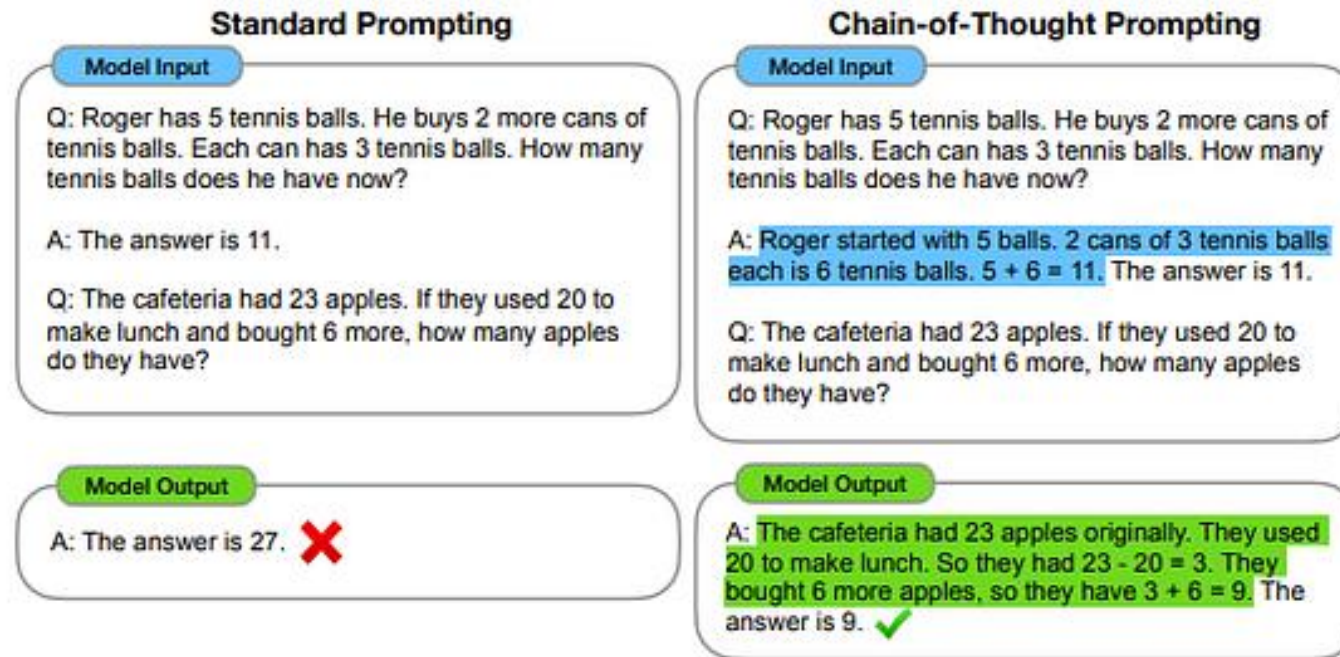 Standard Prompting
Model Input
Q: Roger has 5 tennis balls. He buys 2 more cans of
tennis balls. Each can has 3 tennis balls. How many
tennis balls does he have now?
A: The answer is 11.
Q: The cafeteria had 23 apples. If they used 20 to
make lunch and bought 6 more, how many apples
do they have?
Model Output
A: The answer is 27.
Chain-of-Thought Prompting
Model Input
Q: Roger has 5 tennis balls. He buys 2 more cans of
tennis balls. Each can has 3 tennis balls. How many
tennis balls does he have now?
A: Roger started with 5 balls. 2 cans of 3 tennis balls
each is 6 tennis balls. 5 + 6 = 11. The answer is 11.
Q: The cafeteria had 23 apples. If they used 20 to
make lunch and bought 6 more, how many apples
do they have?
Model Output
A: The cafeteria had 23 apples originally. They used
20 to make lunch. So they had 23 - 20 = 3. They
bought 6 more apples, so they have 3 + 6 = 9. The
answer is 9.